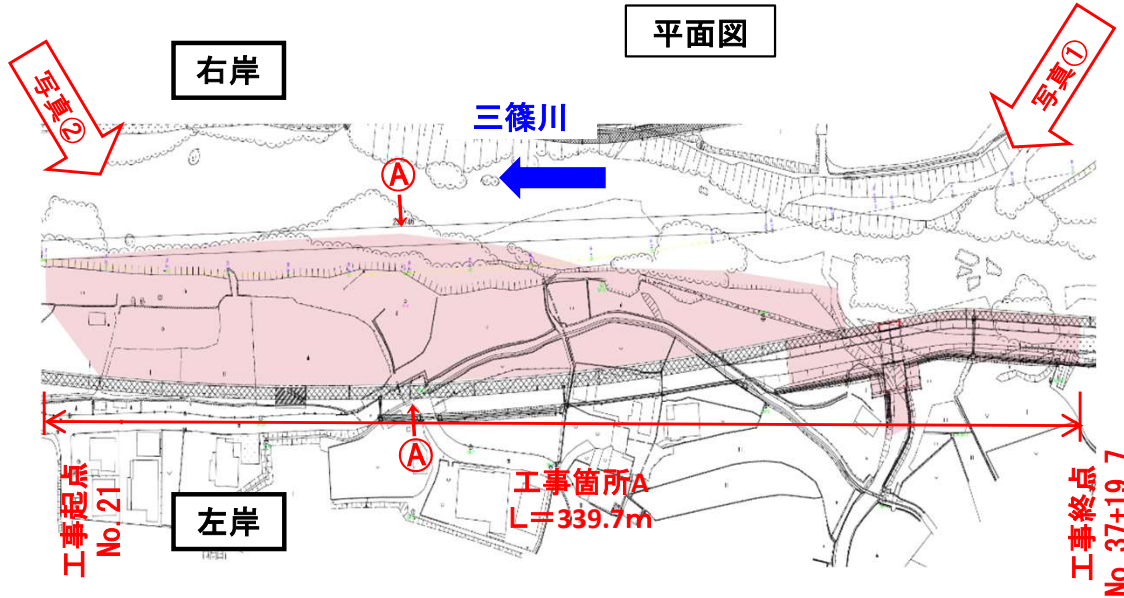 平面図
右岸
写真①
写真②
三篠川
Ⓐ
Ⓐ
工事箇所A
L=339.7m
工事起点
No.21
左岸
工事終点
No.37+19.7